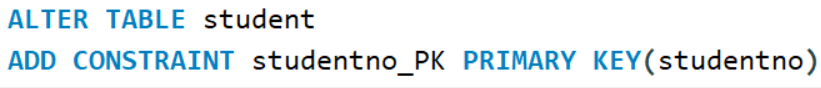 ALTER TABLE student
ADD CONSTRAINT studentno_PK PRIMARY KEY(studentno)